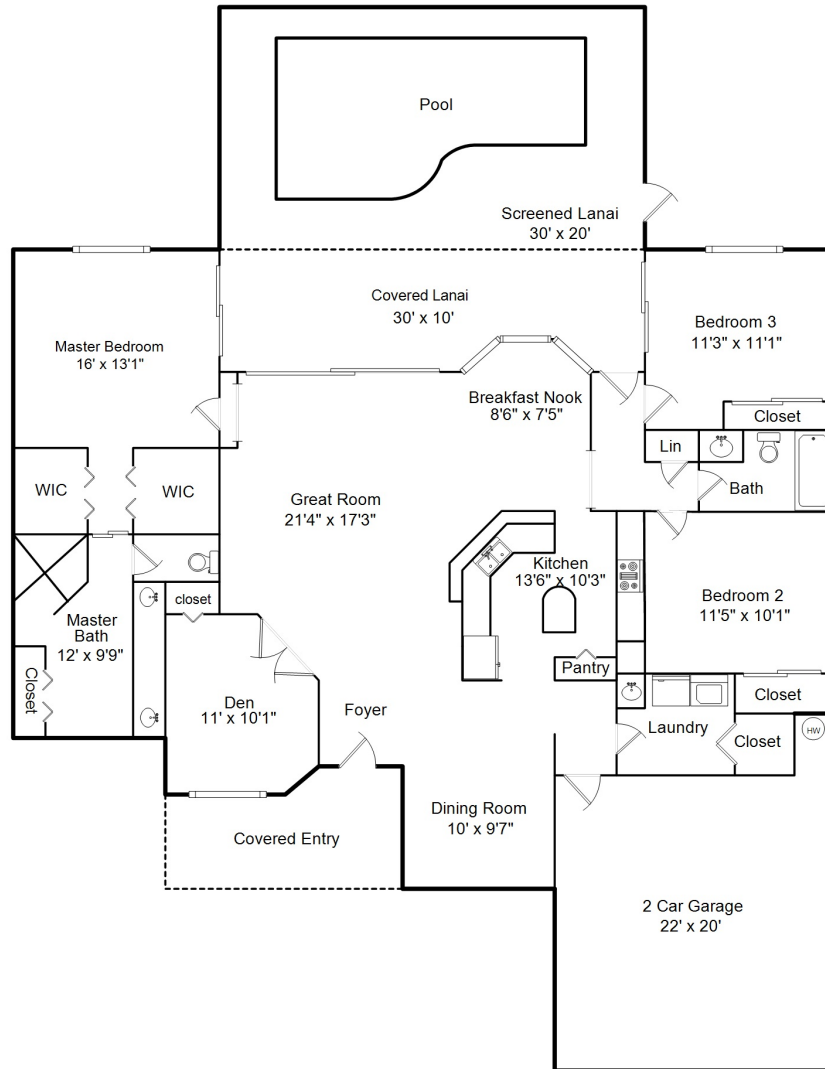 Pool
Screened Lanai
30' x 20'
Covered Lanai
30' x 10'
Master Bedroom
16' x 13'1"
Bedroom 3
11'3" x 11'1"
Breakfast Nook
8'6" x 7'5"
Closet
Lin
WIC
WIC
Bath
Great Room
21'4" x 17'3"
Kitchen
13'6" x 10'3"
Bedroom 2
11'5" x 10'1"
closet
Master
Bath
12' x 9'9"
Closet
Pantry
Den
11' x 10'1"
Foyer
Closet
Laundry
Closet
HW
Dining Room
10' x 9'7"
Covered Entry
2 Car Garage
22' x 20'